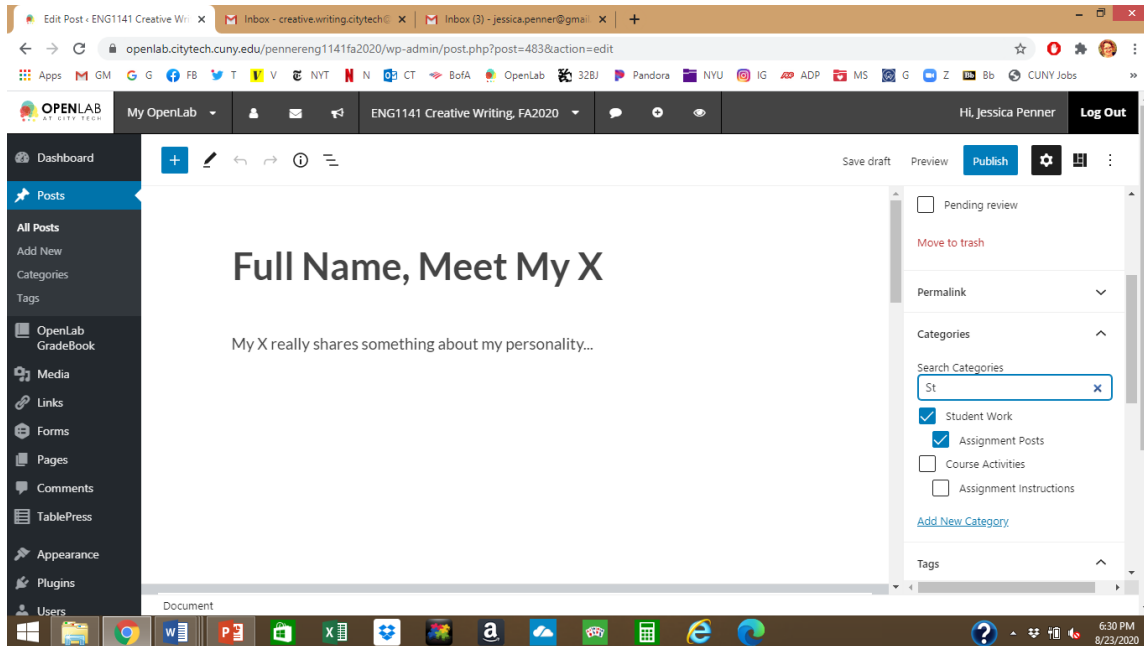 Edit Post ‹ ENG1141 Creative Wri
Inbox - creative.writing.citytech@
Inbox (3) - jessica.penner@gmail.
openlab.citytech.cuny.edu/pennereng1141fa2020/wp-admin/post.php?post=483&action=edit
Apps GM G FB T V NYT N CT BofA OpenLab 32BJ Pandora NYU IG ADP MS G Z Bb CUNY Jobs »
OPENLAB My OpenLab ENG1141 Creative Writing, FA2020 Hi, Jessica Penner Log Out
AT CITY TECH
Dashboard
Posts
All Posts
Add New
Categories
Tags
OpenLab
GradeBook
Media
Links
Forms
Pages
Comments
TablePress
Appearance
Plugins
Users
Save draft Preview Publish
Full Name, Meet My X
My X really shares something about my personality...
Document
Pending review
Move to trash
Permalink
Categories
Search Categories
St
Student Work
Assignment Posts
Course Activities
Assignment Instructions
Add New Category
Tags
6:30 PM
8/23/2020